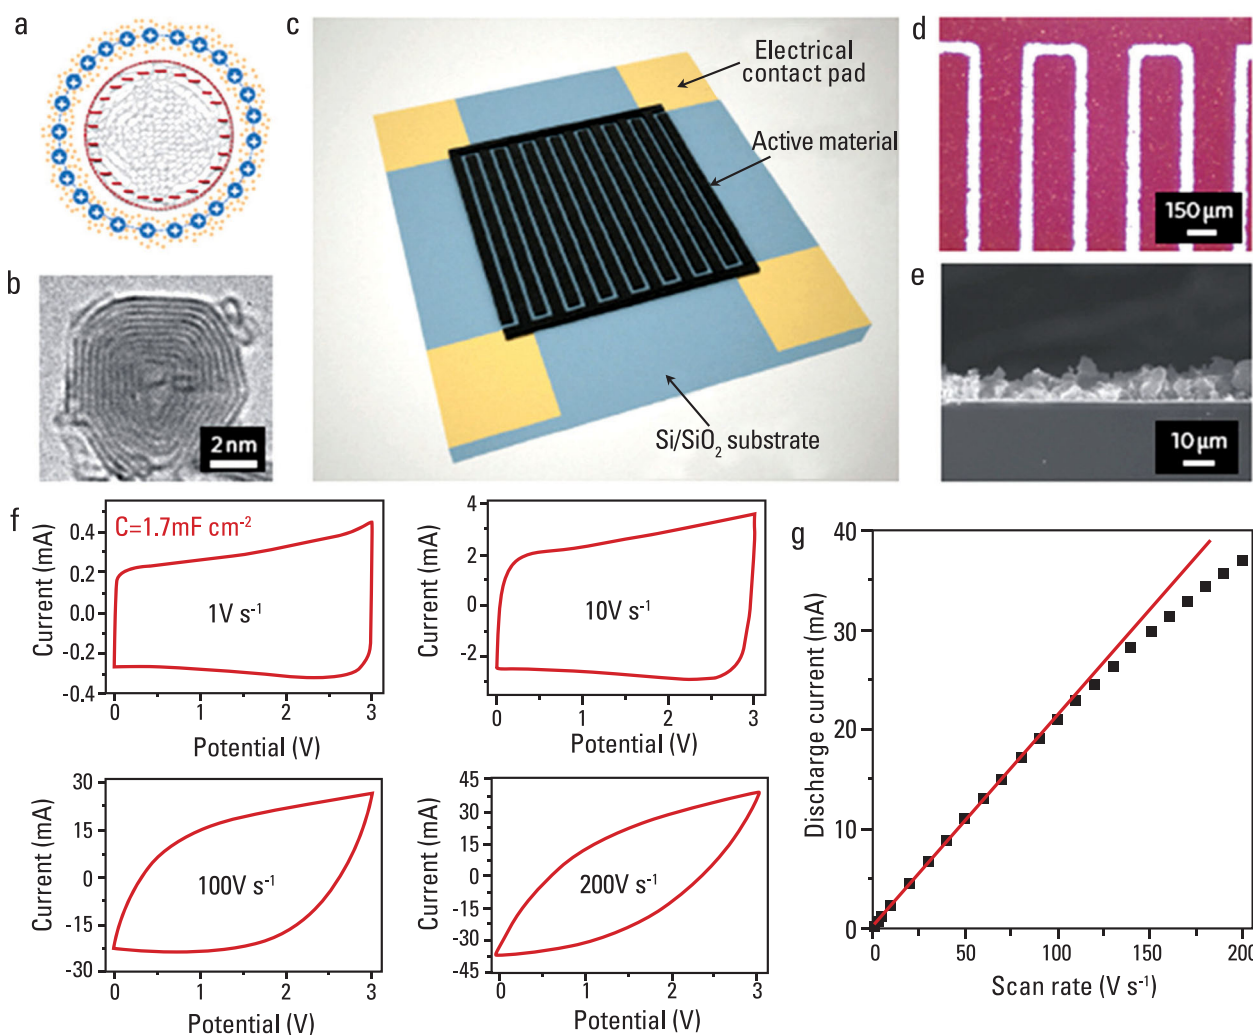 a
b
c
Electrical
contact pad
Active material
Si/SiO₂ substrate
d
150 μm
e
10 μm
2 nm
f
Current (mA)
0.4
0.2
0.0
-0.2
-0.4
C=1.7mF cm⁻²
1V s⁻¹
0 1 2 3
Potential (V)
Current (mA)
4
2
0
-2
10V s⁻¹
0 1 2 3
Potential (V)
Current (mA)
30
15
0
-15
-30
100V s⁻¹
0 1 2 3
Potential (V)
Current (mA)
45
30
15
0
-15
-30
-45
200V s⁻¹
0 1 2 3
Potential (V)
g
Discharge current (mA)
40
30
20
10
0
0 50 100 150 200
Scan rate (V s⁻¹)